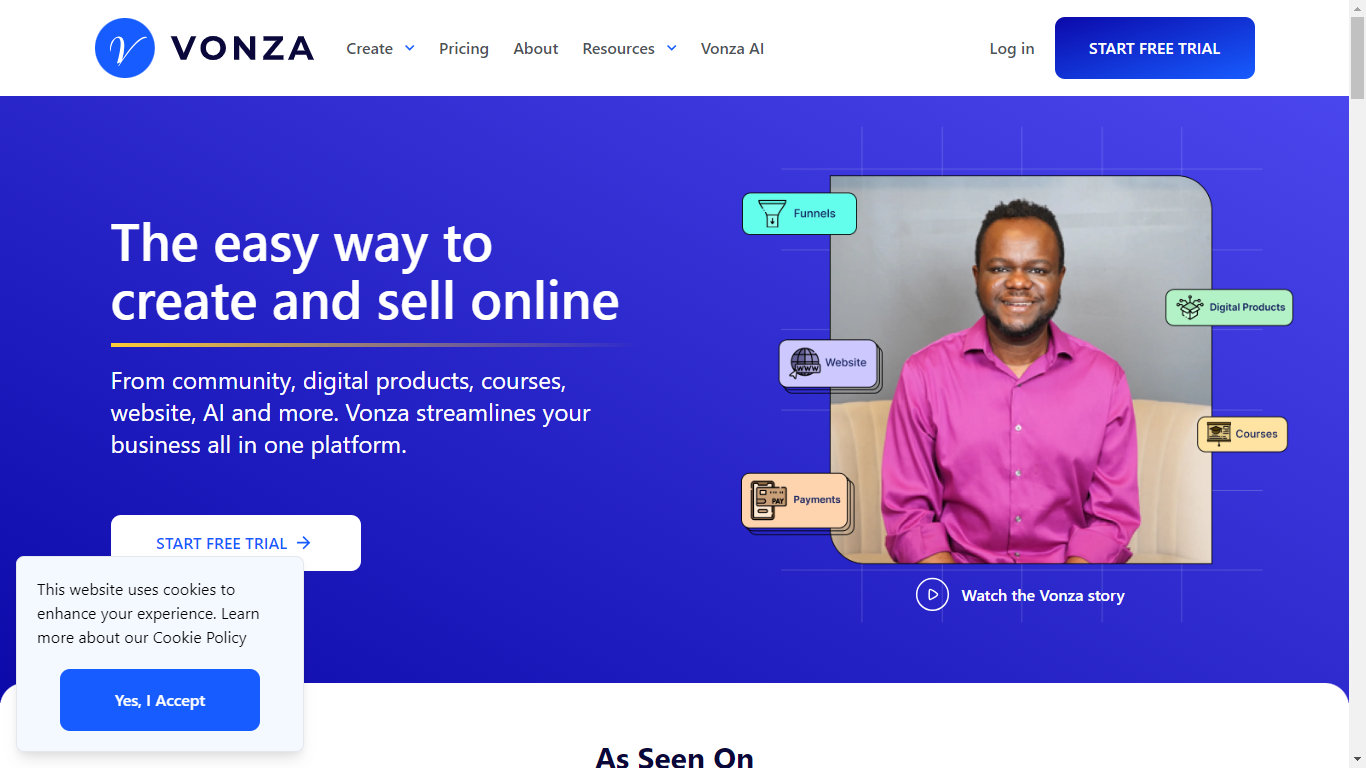 V VONZA
Create
Pricing
About
Resources
Vonza AI
Log in
START FREE TRIAL
The easy way to
create and sell online
From community, digital products, courses,
website, AI and more. Vonza streamlines your
business all in one platform.
START FREE TRIAL
Funnels
Digital Products
WWW
Website
Courses
PAY
Payments
Watch the Vonza story
This website uses cookies to
enhance your experience. Learn
more about our Cookie Policy
Yes, I Accept
As Seen On